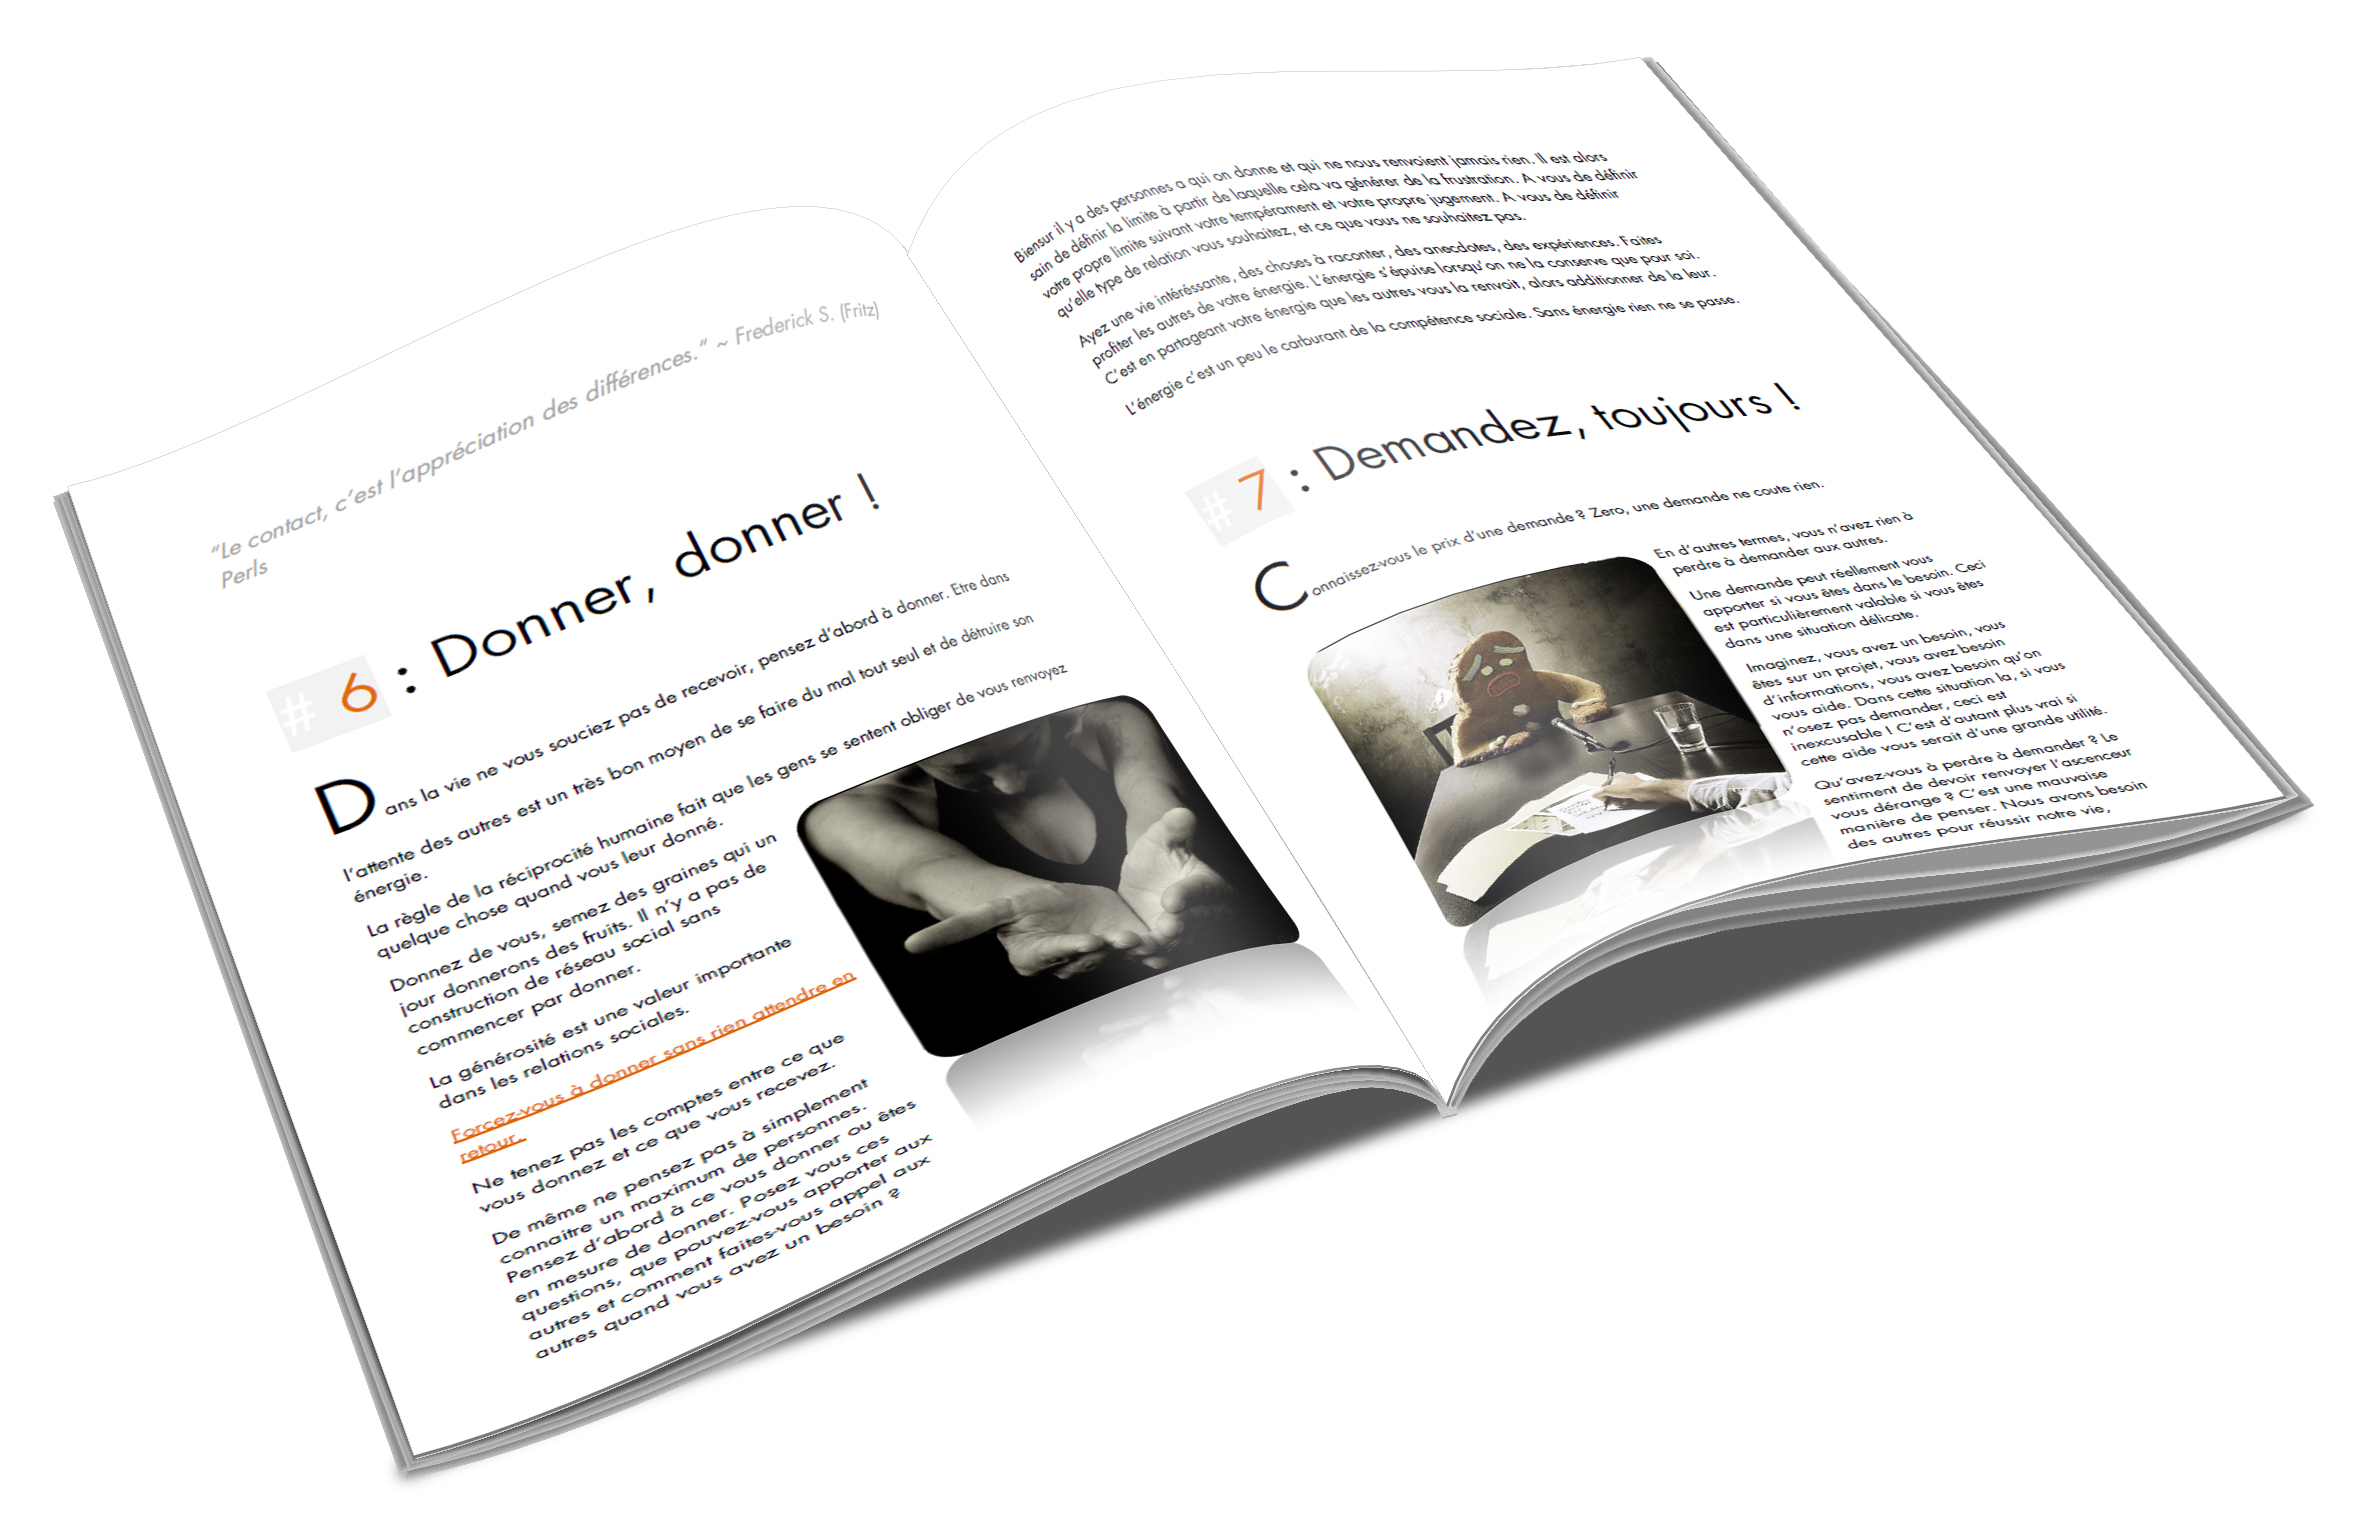 “Le contact, c’est l’appréciation des différences.” ~ Frederick S. (Fritz)
Perls
# 6 : Donner, donner !
Dans la vie ne vous souciez pas de recevoir, pensez d’abord à donner. Etre dans
l’attente des autres est un très bon moyen de se faire du mal tout seul et de détruire son
énergie.
La règle de la réciprocité humaine fait que les gens se sentent obliger de vous renvoyez
quelque chose quand vous leur donné.
Donnez de vous, semez des graines qui un
jour donnerons des fruits. Il n’y a pas de
construction de réseau social sans
commencer par donner.
La générosité est une valeur importante
dans les relations sociales.
Forcez-vous à donner sans rien attendre en
retour.
Ne tenez pas les comptes entre ce que
vous donnez et ce que vous recevez.
De même ne pensez pas à simplement
connaitre un maximum de personnes.
Pensez d’abord à ce vous donner ou êtes
en mesure de donner. Posez vous ces
questions, que pouvez-vous apporter aux
autres et comment faites-vous appel aux
autres quand vous avez un besoin ?
Biensur il y a des personnes a qui on donne et qui ne nous renvoient jamais rien. Il est alors
sain de définir la limite à partir de laquelle cela va générer de la frustration. A vous de définir
votre propre limite suivant votre tempérament et votre propre jugement. A vous de définir
qu’elle type de relation vous souhaitez, et ce que vous ne souhaitez pas.
Ayez une vie intéréssante, des choses à raconter, des anecdotes, des expériences. Faites
profiter les autres de votre énergie. L’énergie s’épuise lorsqu’on ne la conserve que pour soi.
C’est en partageant votre énergie que les autres vous la renvoit, alors additionner de la leur.
L’énergie c’est un peu le carburant de la compétence sociale. Sans énergie rien ne se passe.
# 7 : Demandez, toujours !
Connaissez-vous le prix d’une demande ? Zero, une demande ne coute rien.
En d’autres termes, vous n’avez rien à
perdre à demander aux autres.
Une demande peut réellement vous
apporter si vous êtes dans le besoin. Ceci
est particulièrement valable si vous êtes
dans une situation délicate.
Imaginez, vous avez un besoin, vous
êtes sur un projet, vous avez besoin
d’informations, vous avez besoin qu’on
vous aide. Dans cette situation la, si vous
n’osez pas demander, ceci est
inexcusable ! C’est d’autant plus vrai si
cette aide vous serait d’une grande utilité.
Qu’avez-vous à perdre à demander ? Le
sentiment de devoir renvoyer l’ascenceur
vous dérange ? C’est une mauvaise
manière de penser. Nous avons besoin
des autres pour réussir notre vie,